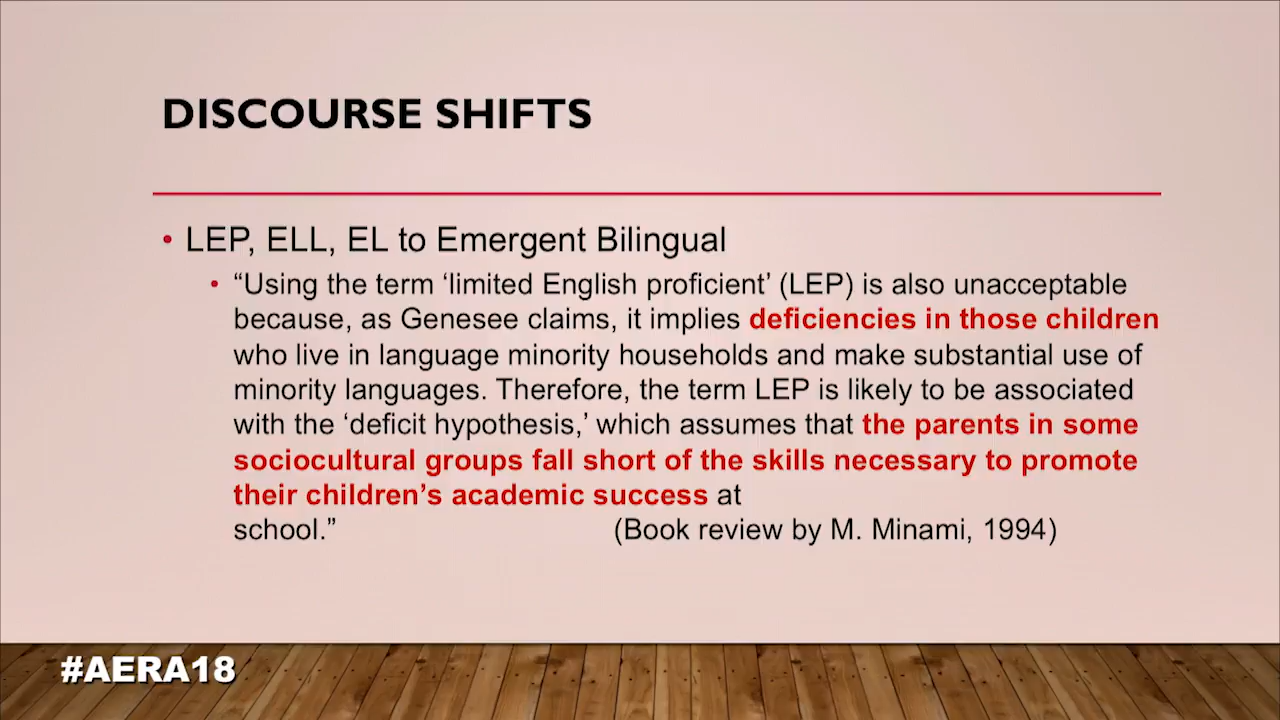 DISCOURSE SHIFTS
• LEP, ELL, EL to Emergent Bilingual
• “Using the term ‘limited English proficient’ (LEP) is also unacceptable
because, as Genesee claims, it implies deficiencies in those children
who live in language minority households and make substantial use of
minority languages. Therefore, the term LEP is likely to be associated
with the ‘deficit hypothesis,’ which assumes that the parents in some
sociocultural groups fall short of the skills necessary to promote
their children’s academic success at
school.” (Book review by M. Minami, 1994)
#AERA18